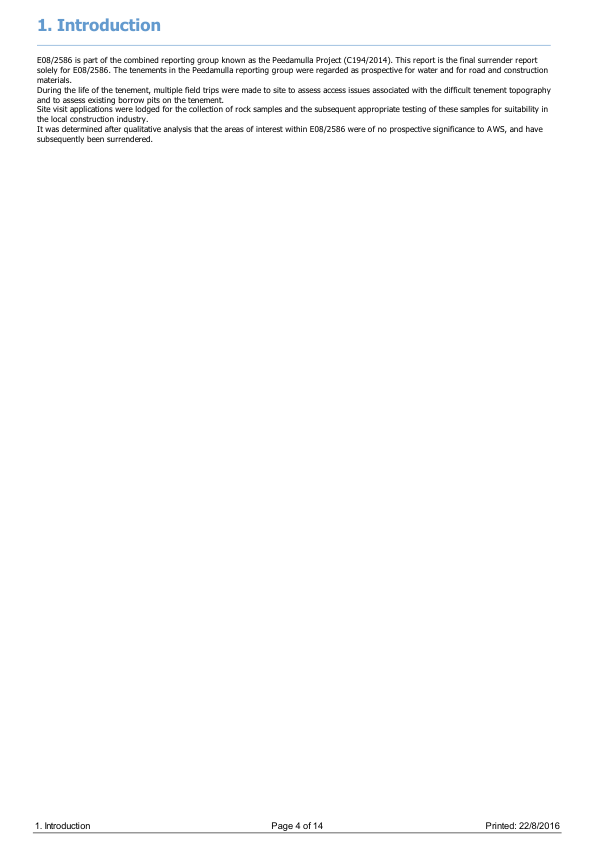 1. Introduction
E08/2586 is part of the combined reporting group known as the Peedamulla Project (C194/2014). This report is the final surrender report
solely for E08/2586. The tenements in the Peedamulla reporting group were regarded as prospective for water and for road and construction
materials.
During the life of the tenement, multiple field trips were made to site to assess access issues associated with the difficult tenement topography
and to assess existing borrow pits on the tenement.
Site visit applications were lodged for the collection of rock samples and the subsequent appropriate testing of these samples for suitability in
the local construction industry.
It was determined after qualitative analysis that the areas of interest within E08/2586 were of no prospective significance to AWS, and have
subsequently been surrendered.
1. Introduction Page 4 of 14 Printed: 22/8/2016